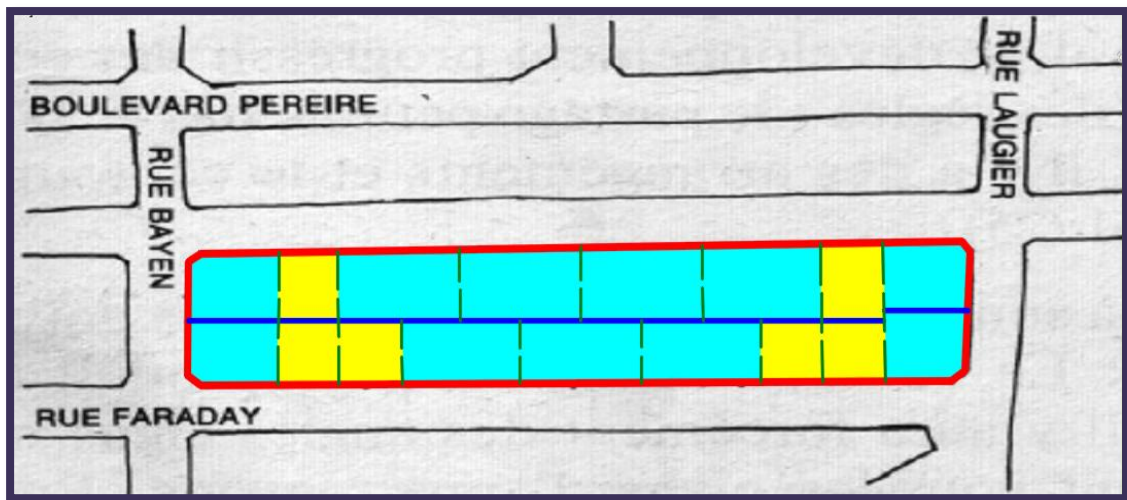 BOULEVARD PEREIRE
RUE BAYEN
RUE LAUGIER
RUE FARADAY